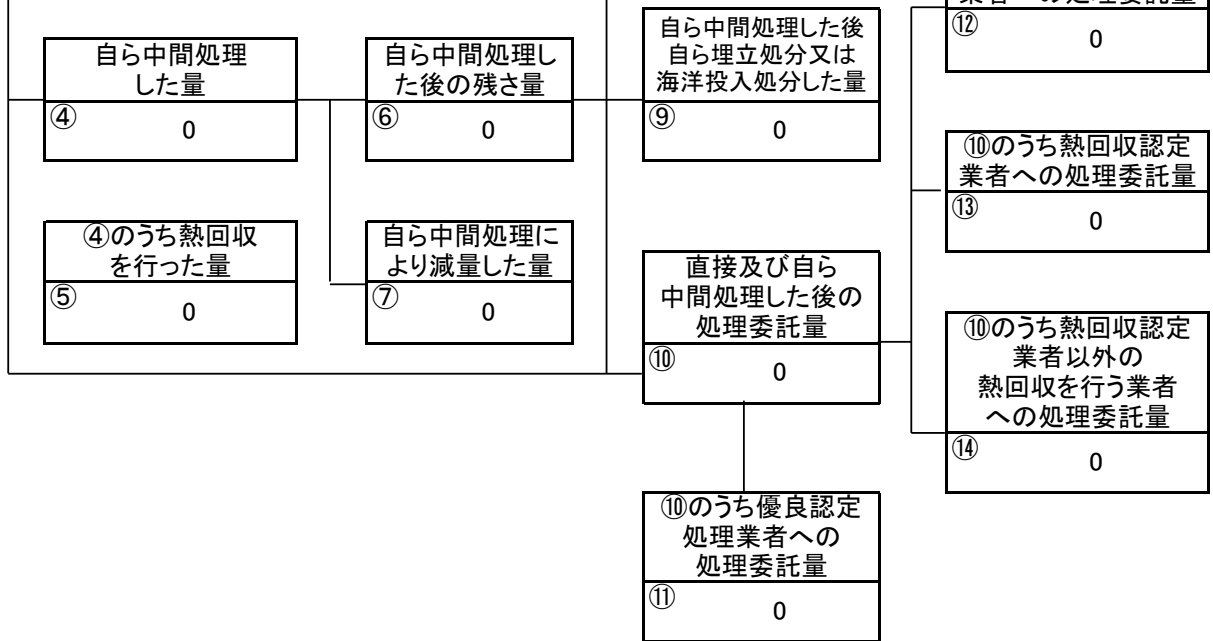 業者への処理委託量
⑫
0
自ら中間処理
した量
④
0
自ら中間処理し
た後の残さ量
⑥
0
自ら中間処理した後
自ら埋立処分又は
海洋投入処分した量
⑨
0
⑩のうち熱回収認定
業者への処理委託量
⑬
0
④のうち熱回収
を行った量
⑤
0
自ら中間処理に
より減量した量
⑦
0
直接及び自ら
中間処理した後の
処理委託量
⑩
0
⑩のうち熱回収認定
業者以外の
熱回収を行う業者
への処理委託量
⑭
0
⑩のうち優良認定
処理業者への
処理委託量
⑪
0